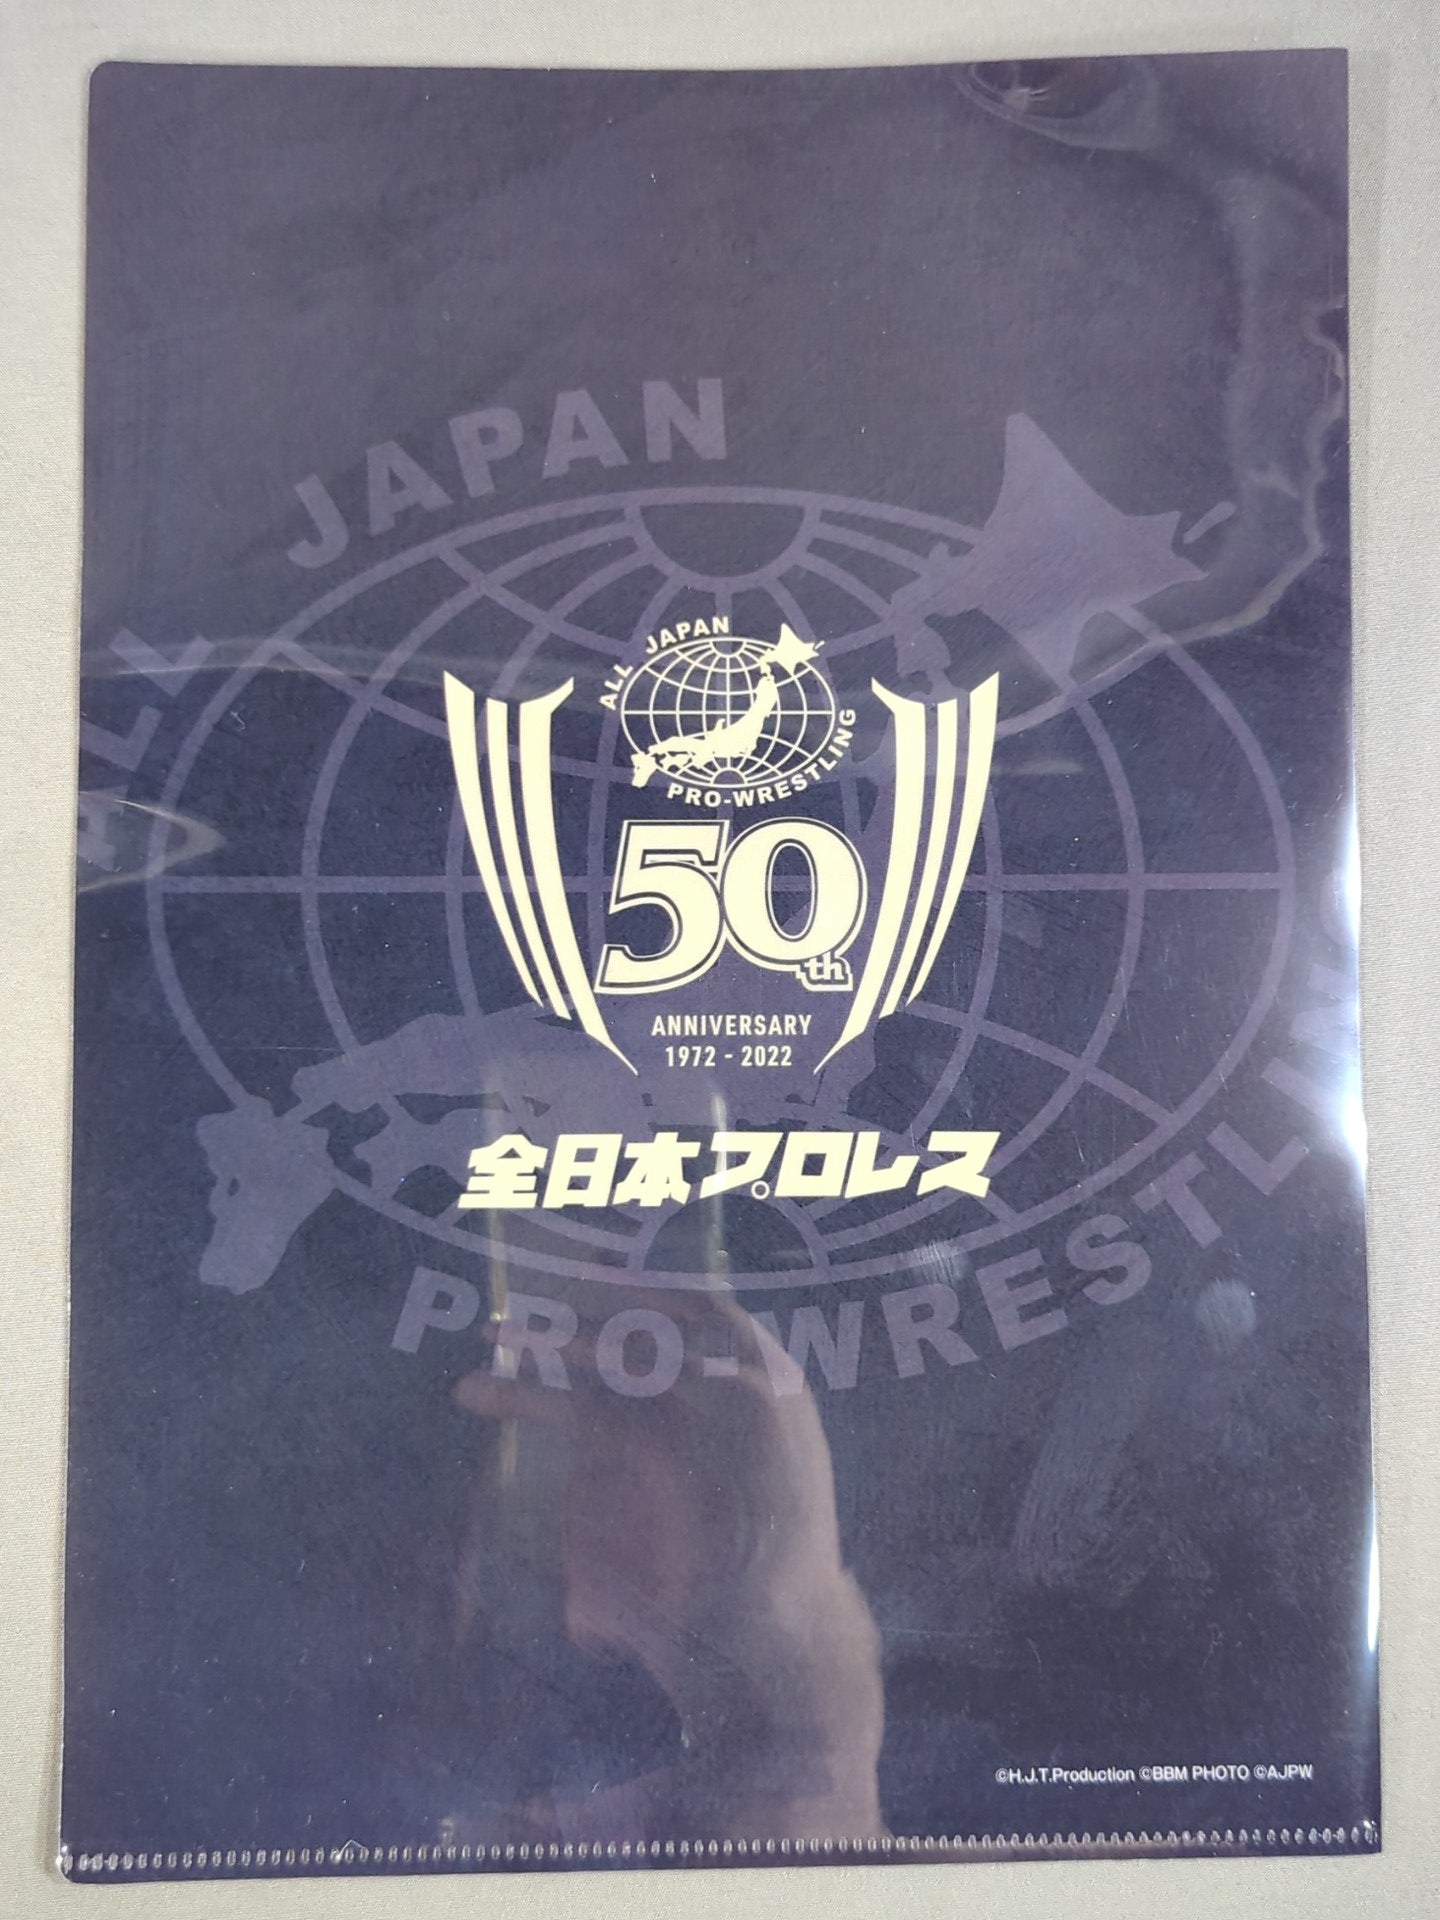 ALL JAPAN
PRO-WRESTLING
ALL JAPAN
PRO-WRESTLING
50th
ANNIVERSARY
1972 - 2022
全日本プロレス
©H.J.T.Production ©BBM PHOTO ©AJPW